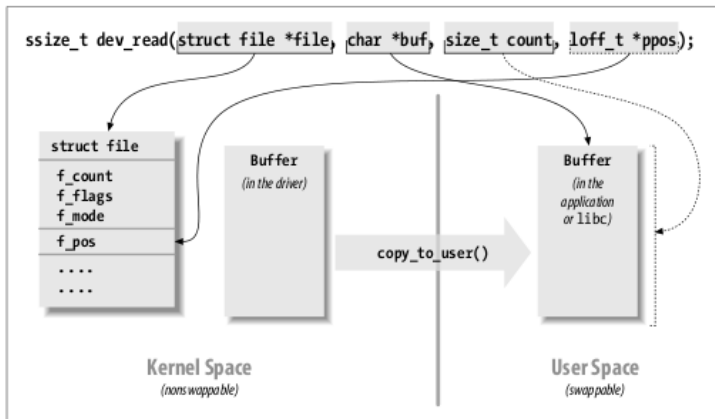 ssize_t dev_read(struct file *file, char *buf, size_t count, loff_t *ppos);
struct file
f_count
f_flags
f_mode
f_pos
....
....
Buffer
(in the driver)
copy_to_user()
Buffer
(in the
application
or libc)
Kernel Space
(nonswappable)
User Space
(swappable)